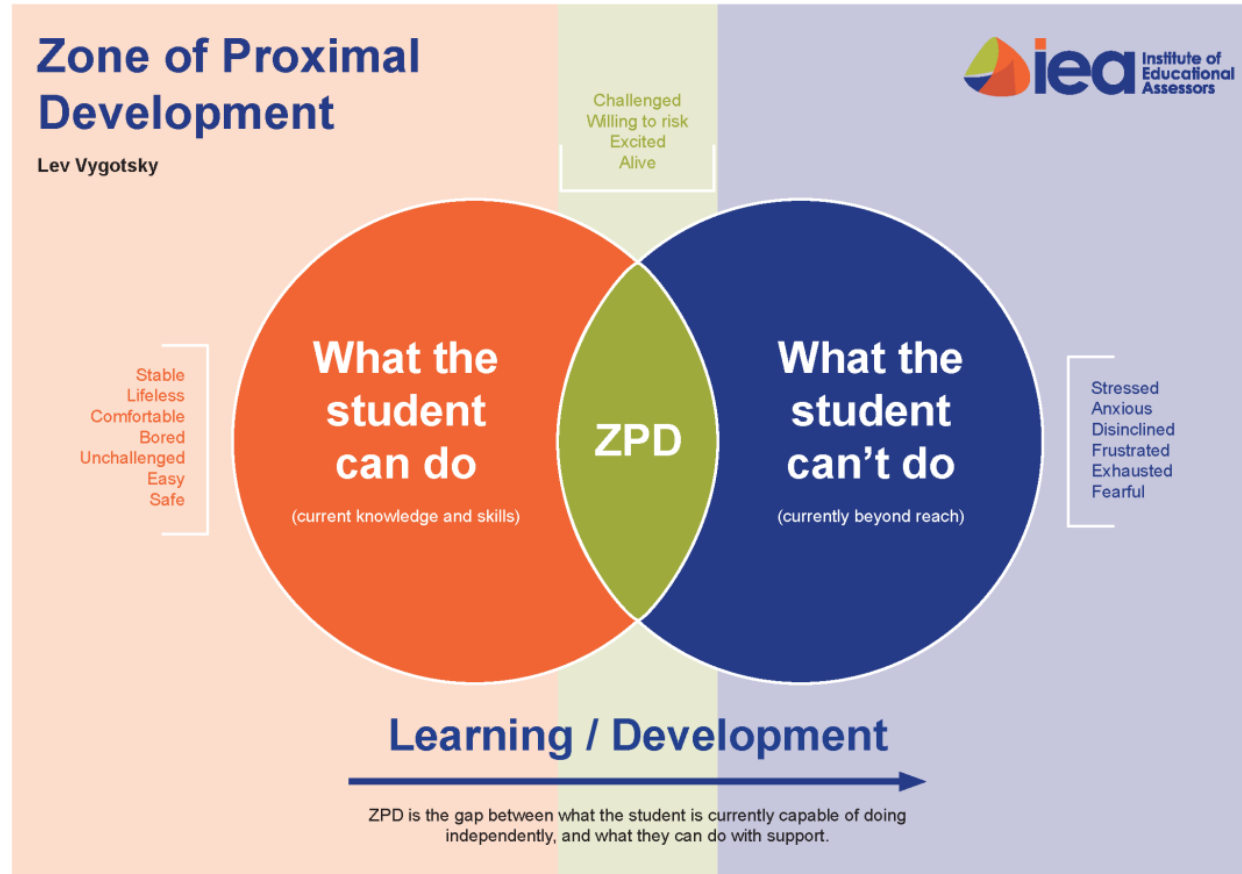 Zone of Proximal
Development
Lev Vygotsky
iea
Institute of
Educational
Assessors
Challenged
Willing to risk
Excited
Alive
Stable
Lifeless
Comfortable
Bored
Unchallenged
Easy
Safe
What the
student
can do
(current knowledge and skills)
ZPD
What the
student
can’t do
(currently beyond reach)
Stressed
Anxious
Disinclined
Frustrated
Exhausted
Fearful
Learning / Development
ZPD is the gap between what the student is currently capable of doing
independently, and what they can do with support.